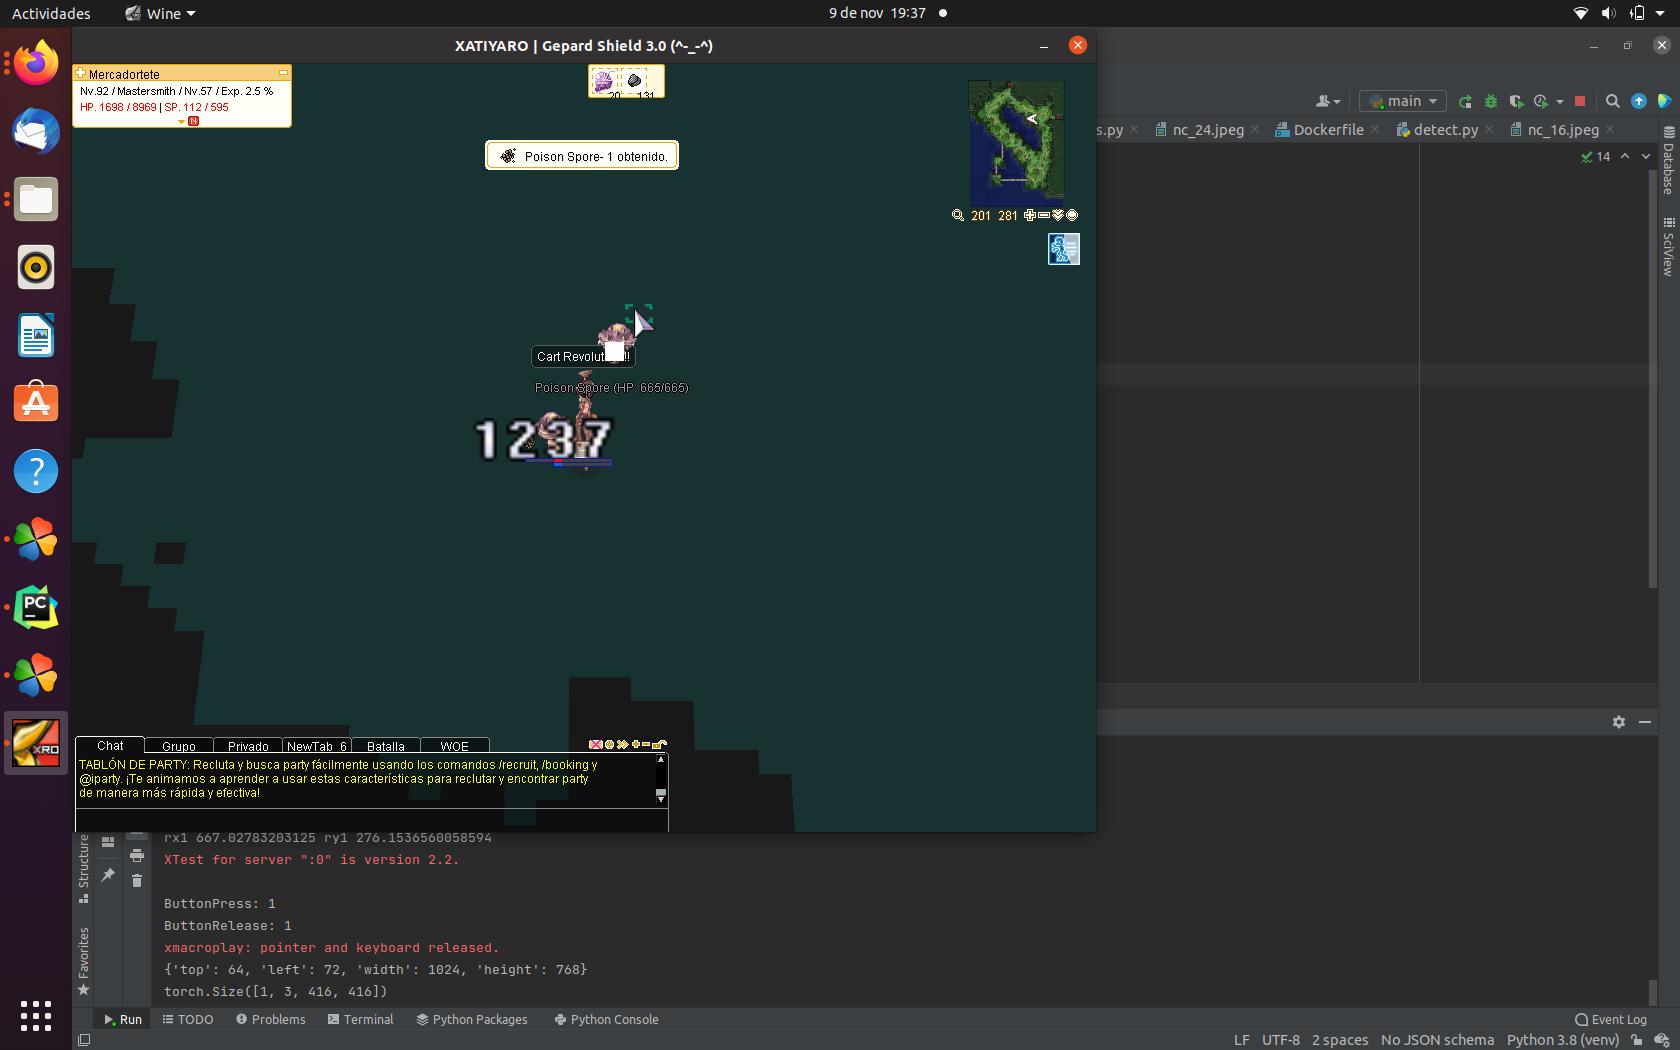 Actividades
Wine
9 de nov 19:37
XATIYARO | Gepard Shield 3.0 (^-_-^)
Mercadortete
Nv.92 / Mastersmith / Nv.57 / Exp. 2.5 %
HP. 1698 / 8969 | SP. 112 / 595
N
20
131
Poison Spore- 1 obtenido.
201 281
main
s.py
nc_24.jpeg
Dockerfile
detect.py
nc_16.jpeg
14
Database
SciView
Poison Spore (HP: 665/665)
1237
PC
XRO
Chat
Grupo
Privado
NewTab_6
Batalla
WOE
TABLÓN DE PARTY: Recluta y busca party fácilmente usando los comandos /recruit, /booking y
@iparty. ¡Te animamos a aprender a usar estas características para reclutar y encontrar party
de manera más rápida y efectiva!
Structure
Favorites
rx1 667.02783203125 ry1 276.1536560058594
XTest for server ":0" is version 2.2.
ButtonPress: 1
ButtonRelease: 1
xmacroplay: pointer and keyboard released.
{'top': 64, 'left': 72, 'width': 1024, 'height': 768}
torch.Size([1, 3, 416, 416])
Run
TODO
Problems
Terminal
Python Packages
Python Console
Event Log
LF UTF-8 2 spaces No JSON schema Python 3.8 (venv)
Cart